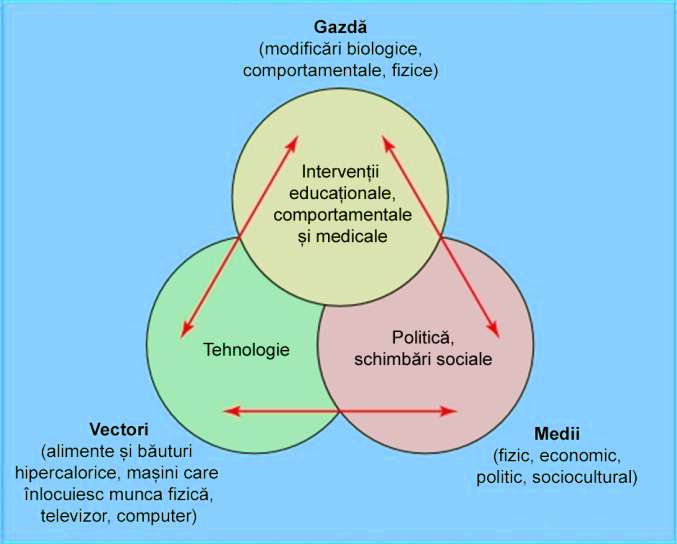 Gazdă
(modificări biologice,
comportamentale, fizice)
Intervenții
educaționale,
comportamentale
și medicale
Tehnologie
Politică,
schimbări sociale
Vectori
(alimente și băuturi
hipercalorice, mașini care
înlocuiesc munca fizică,
televizor, computer)
Medii
(fizic, economic,
politic, sociocultural)